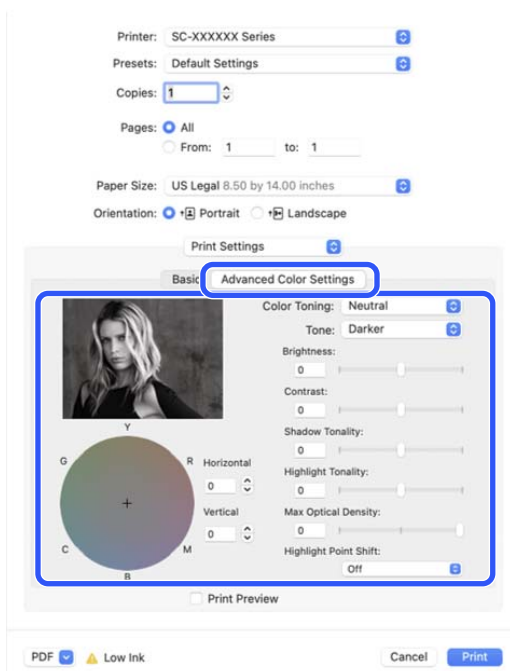 Printer: SC-XXXXXX Series
Presets: Default Settings
Copies: 1
Pages: All
From: 1 to: 1
Paper Size: US Legal 8.50 by 14.00 inches
Orientation: Portrait Landscape
Print Settings
Basic Advanced Color Settings
Color Toning: Neutral
Tone: Darker
Brightness:
0
Contrast:
0
Shadow Tonality:
0
Highlight Tonality:
0
Max Optical Density:
0
Highlight Point Shift:
Off
Y
G R
C M
B
Horizontal
0
Vertical
0
Print Preview
PDF Low Ink Cancel Print